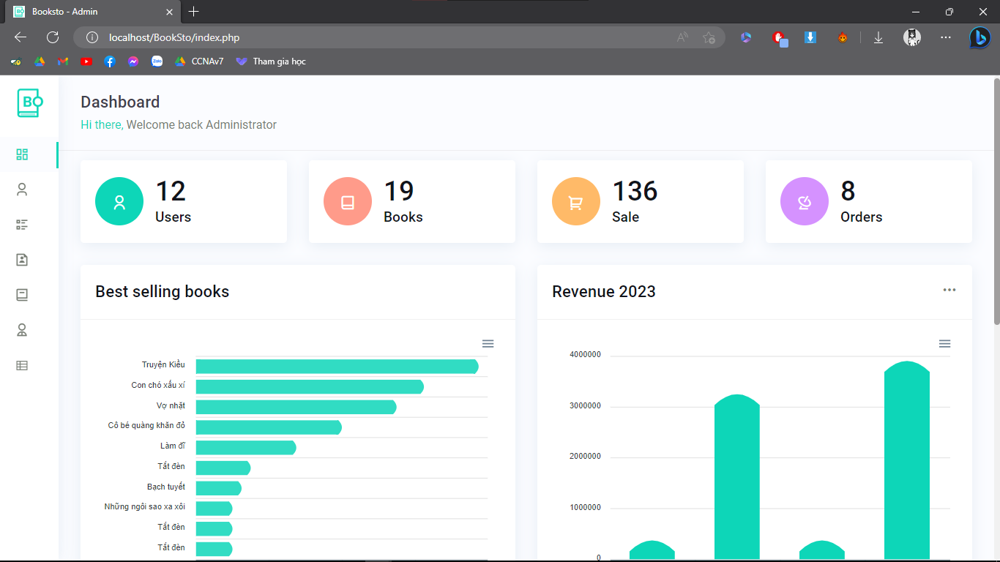 Booksto - Admin
localhost/BookSto/index.php
CCNAv7
Tham gia học
BO
Dashboard
Hi there, Welcome back Administrator
12
Users
19
Books
136
Sale
8
Orders
Best selling books
Truyện Kiều
Con chó xấu xí
Vợ nhặt
Cô bé quàng khăn đỏ
Làm đĩ
Tắt đèn
Bạch tuyết
Những ngôi sao xa xôi
Tắt đèn
Tắt đèn
Revenue 2023
4000000
3000000
2000000
1000000
0